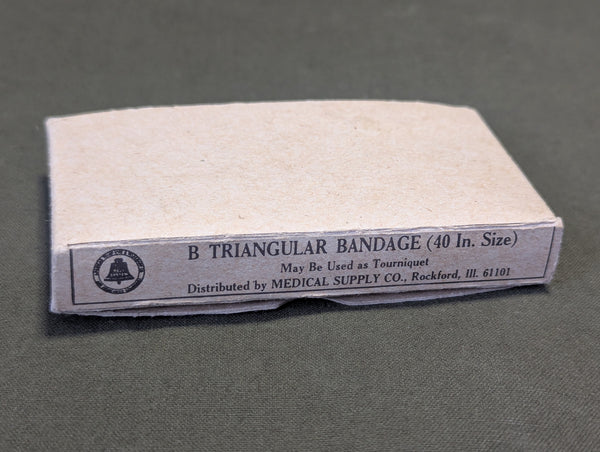 B TRIANGULAR BANDAGE (40 In. Size)
May Be Used as Tourniquet
Distributed by MEDICAL SUPPLY CO., Rockford, Ill. 61101